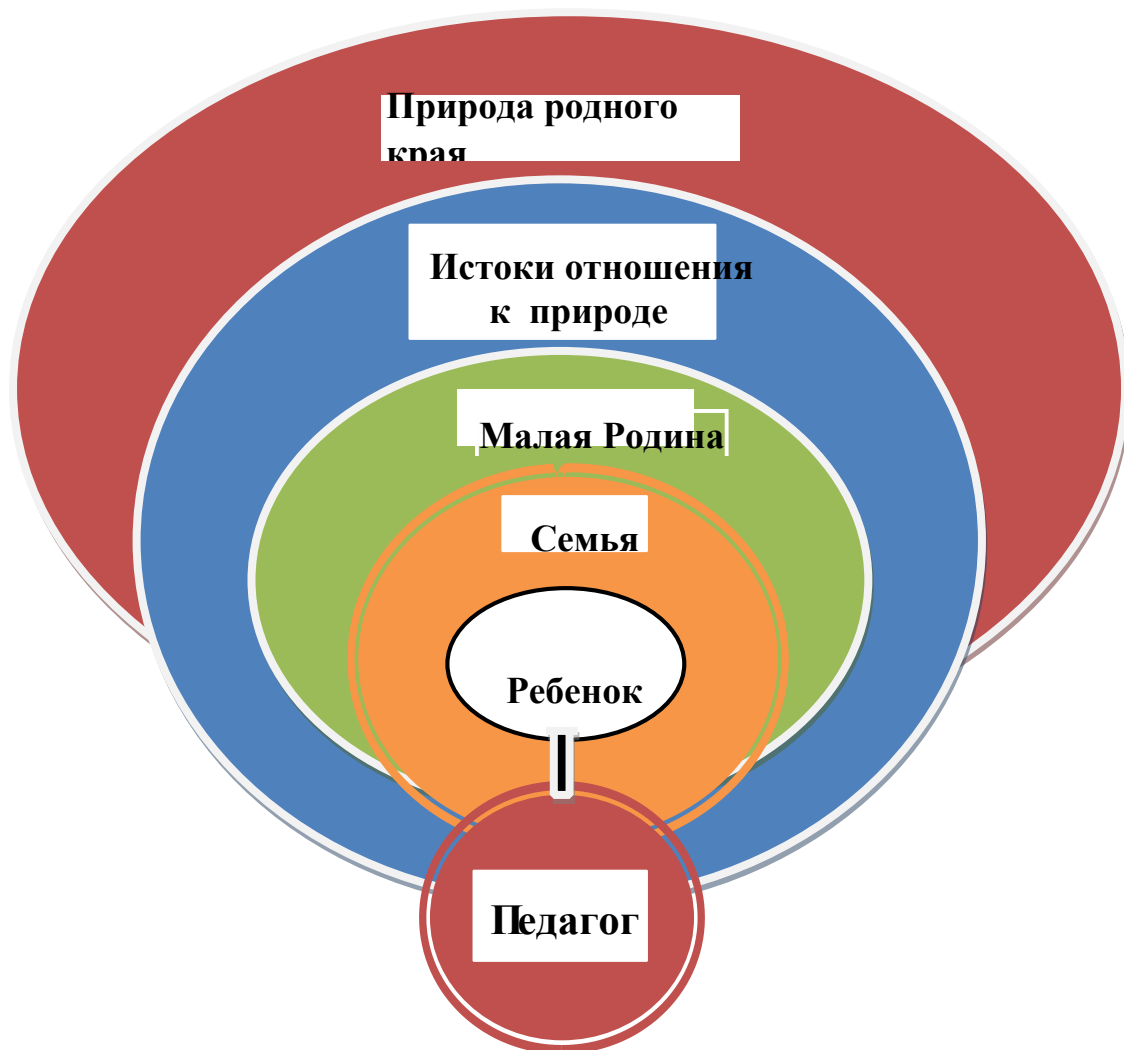 Природа родного
края
Истоки отношения
к природе
Малая Родина
Семья
Ребенок
Педагог